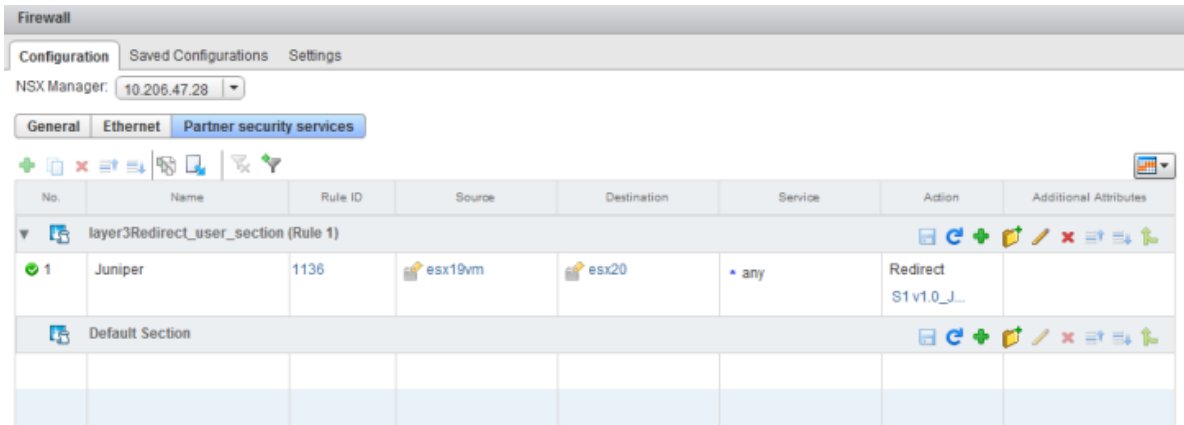 Firewall
Configuration Saved Configurations Settings
NSX Manager: 10.206.47.28
General Ethernet Partner security services
No. Name Rule ID Source Destination Service Action Additional Attributes
layer3Redirect_user_section (Rule 1)
1 Juniper 1136 esx19vm esx20 any Redirect
S1 v1.0_J...
Default Section